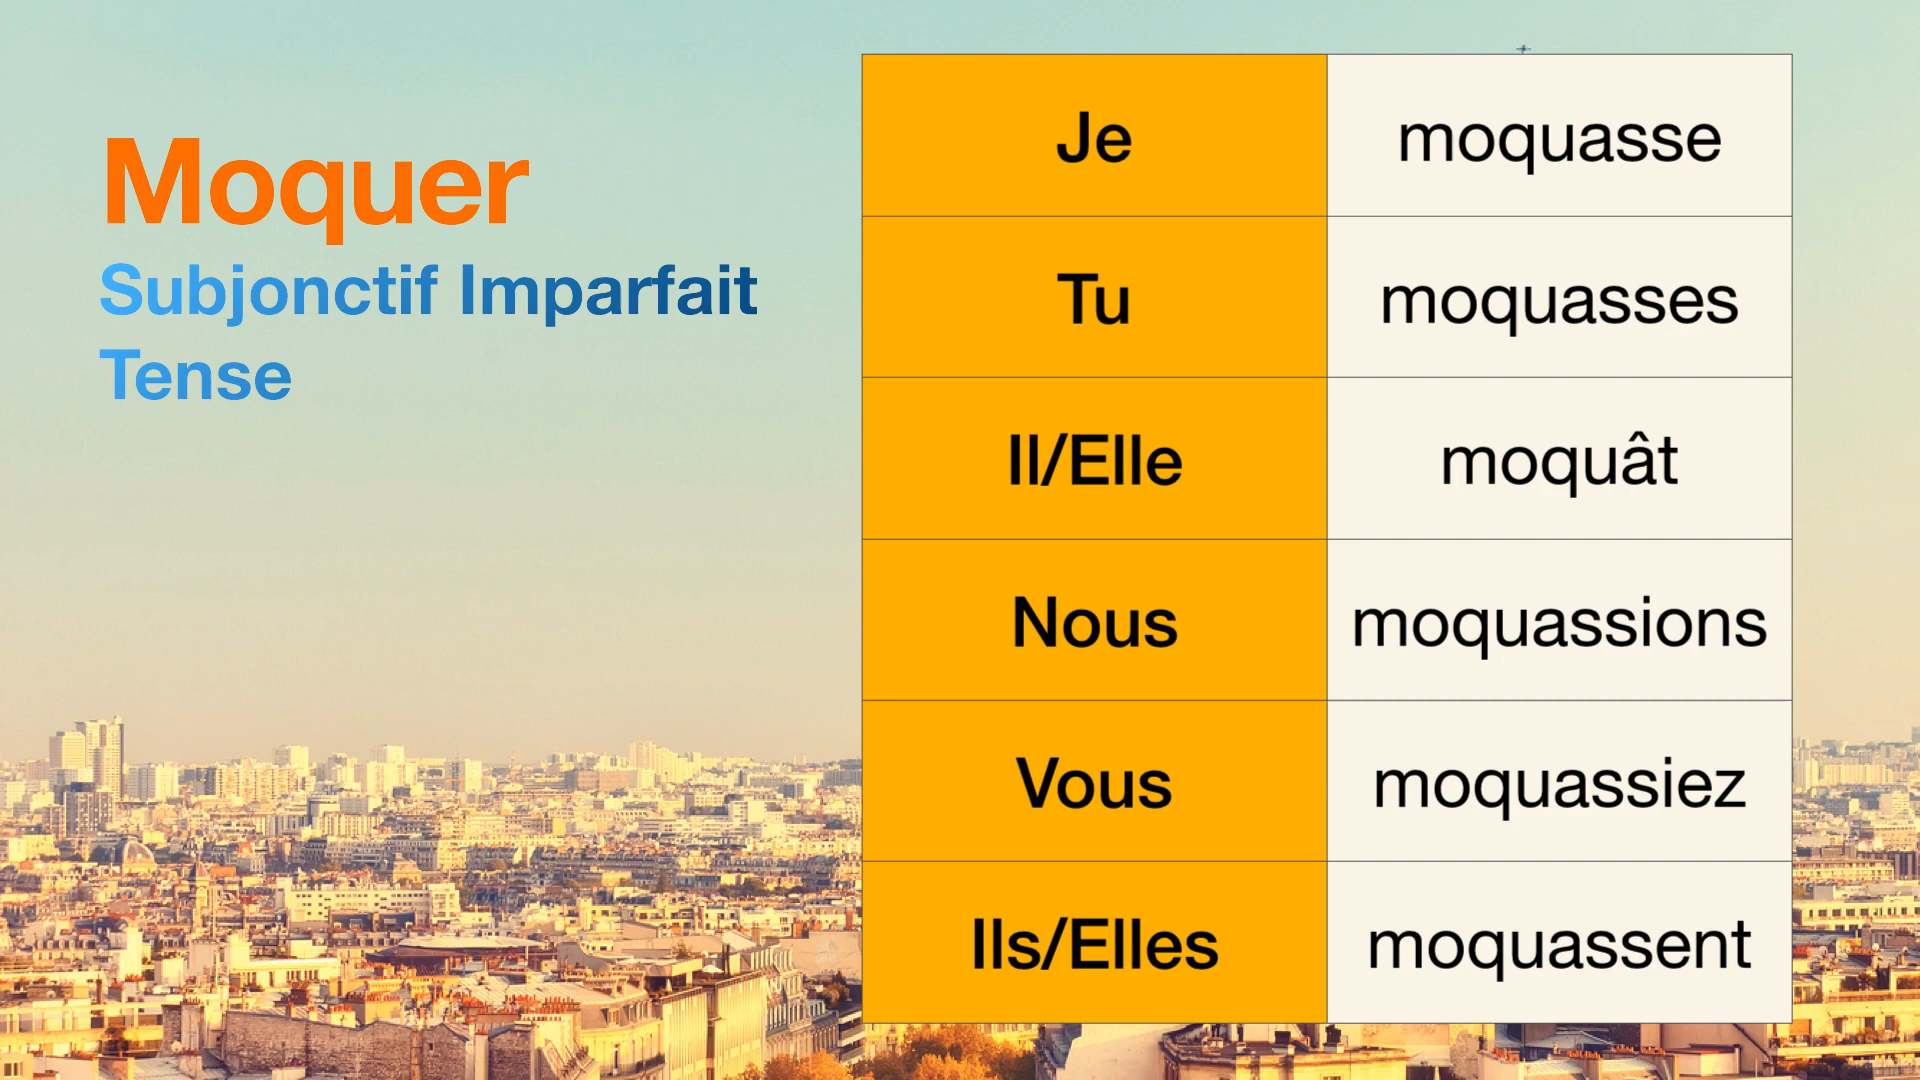 Moquer
Subjonctif Imparfait
Tense
Je moquasse
Tu moquasses
Il/Elle moquât
Nous moquassions
Vous moquassiez
Ils/Elles moquassent